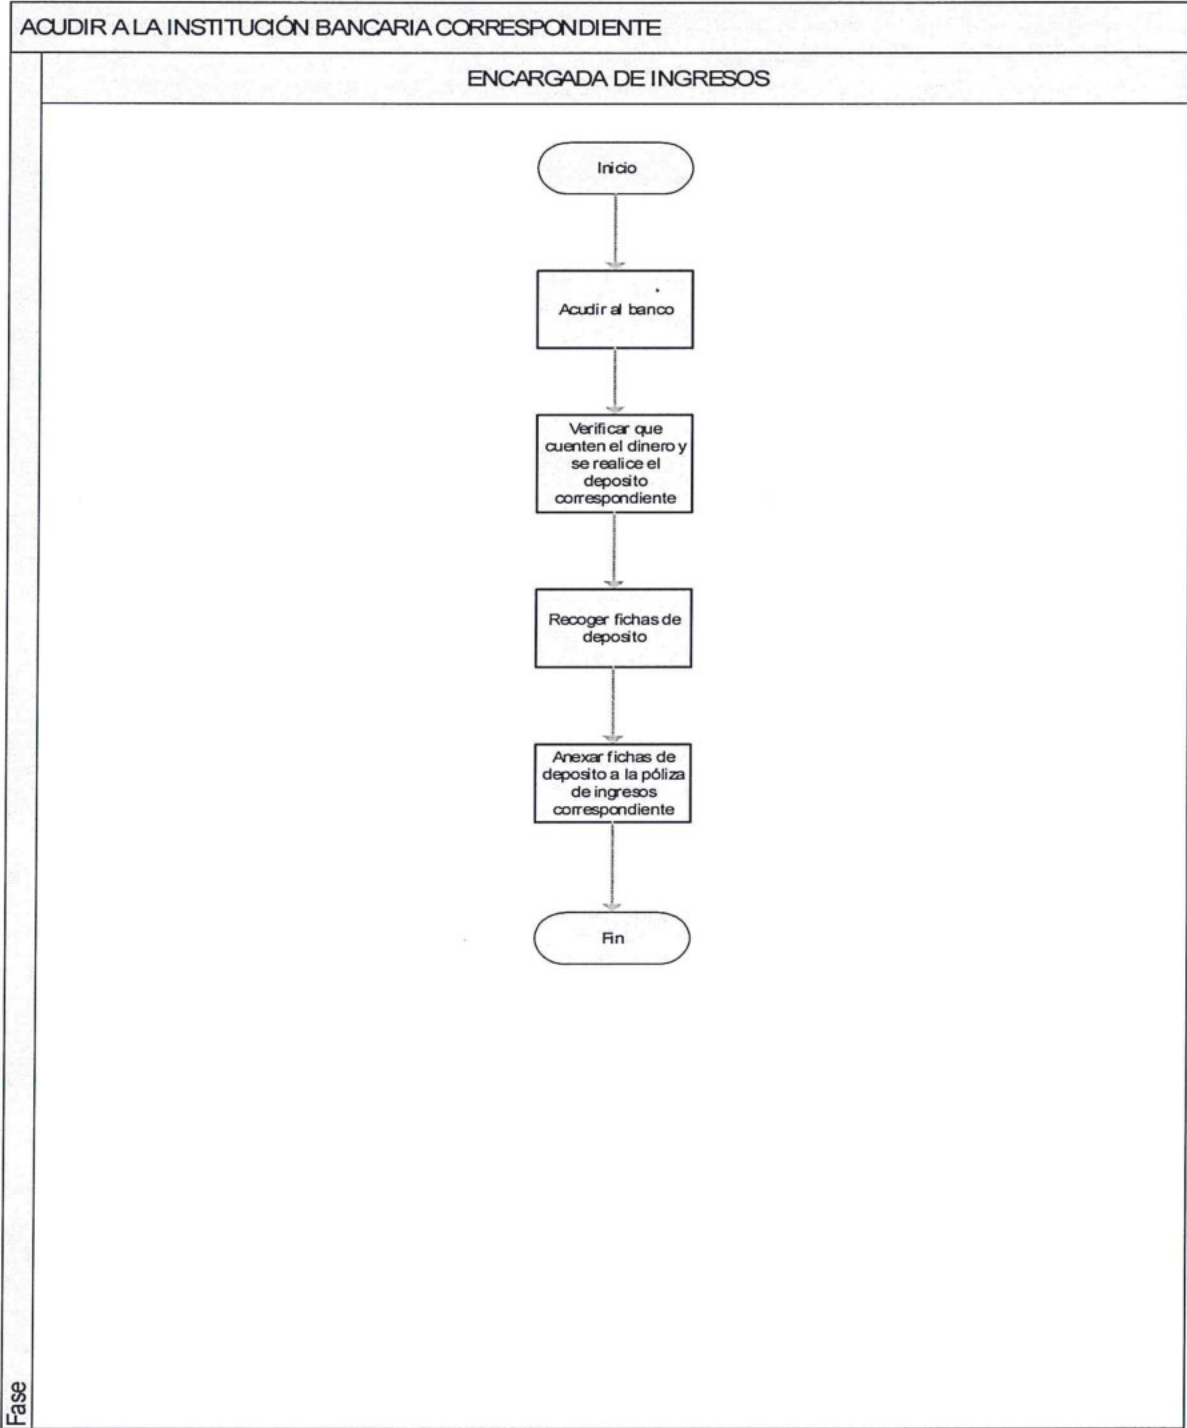 ACUDIR A LA INSTITUCIÓN BANCARIA CORRESPONDIENTE
ENCARGADA DE INGRESOS
Inicio
Acudir al banco
Verificar que
cuenten el dinero y
se realice el
deposito
correspondiente
Recoger fichas de
deposito
Anexar fichas de
deposito a la póliza
de ingresos
correspondiente
Fin
Fase